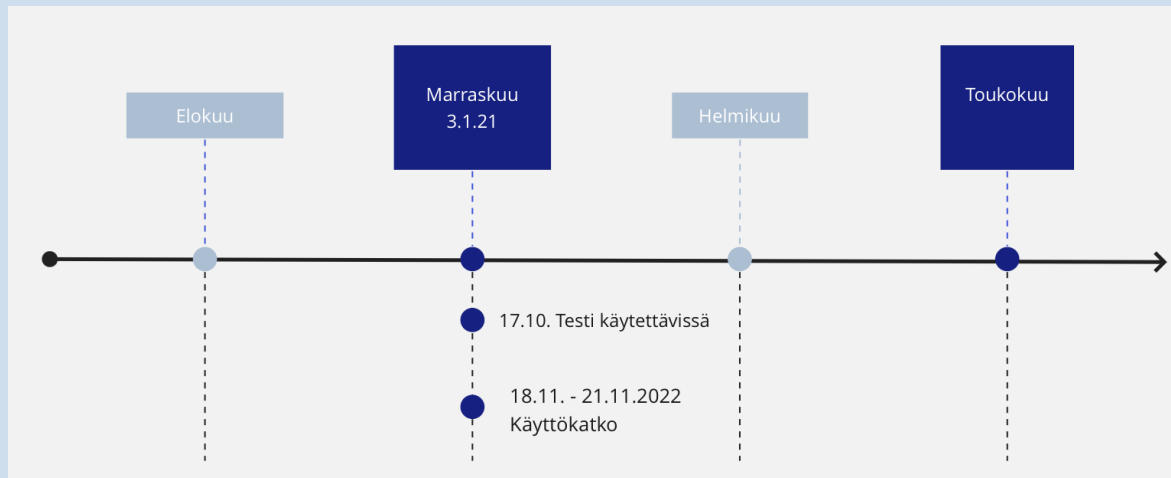 Elokuu
Marraskuu
3.1.21
Helmikuu
Toukokuu
17.10. Testi käytettävissä
18.11. - 21.11.2022
Käyttökatko